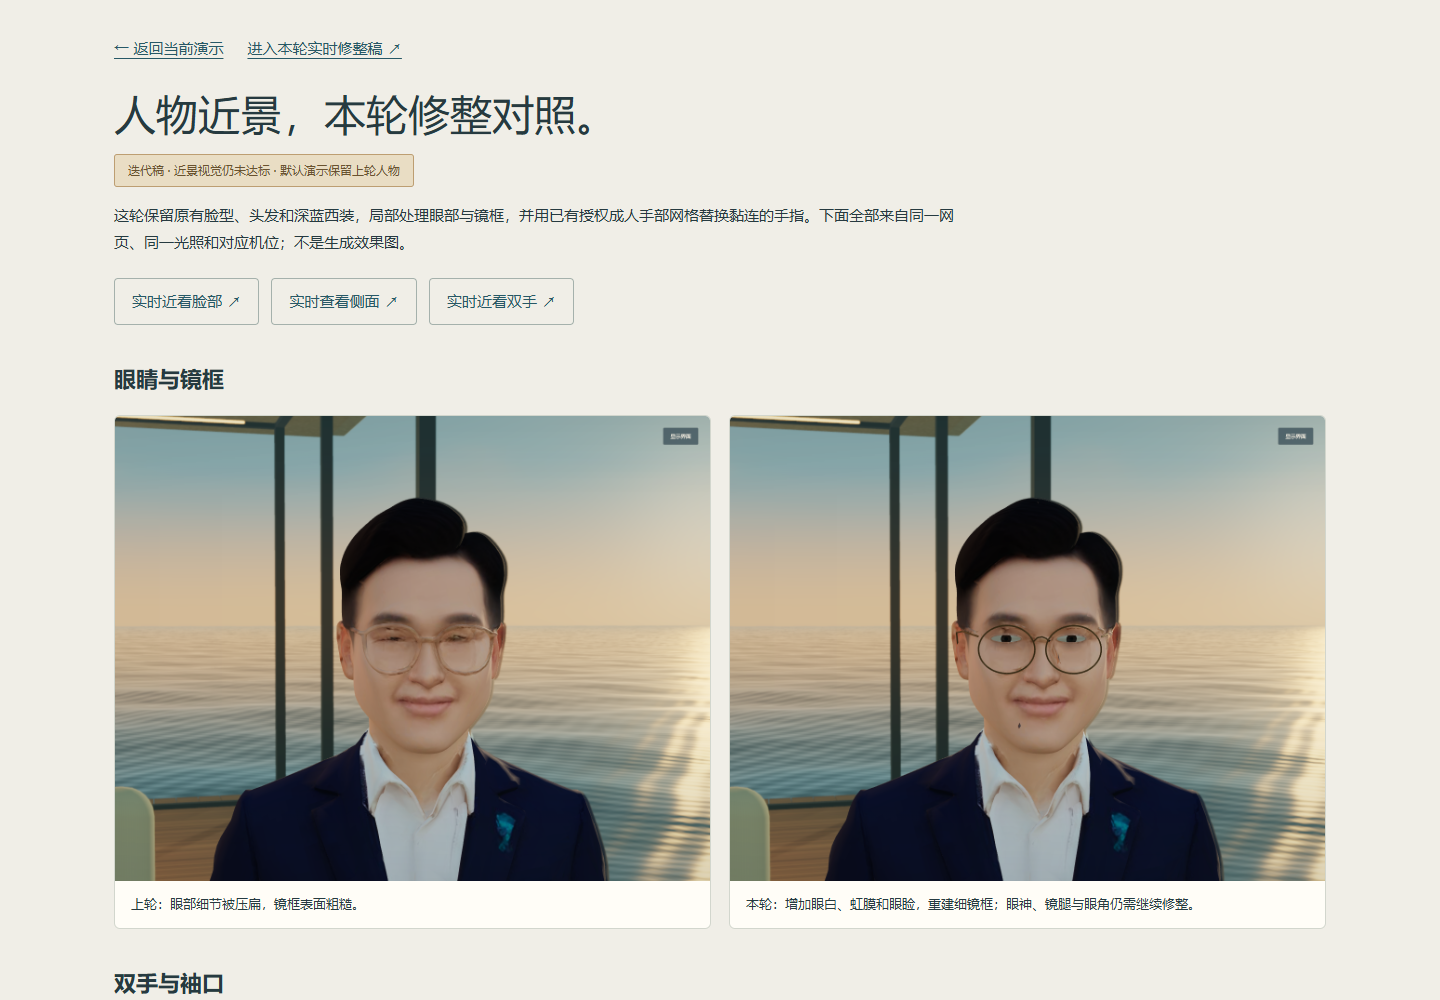 ← 返回当前演示 进入本轮实时修整稿 ↗
人物近景，本轮修整对照。
迭代稿 · 近景视觉仍未达标 · 默认演示保留上轮人物
这轮保留原有脸型、头发和深蓝西装，局部处理眼部与镜框，并用已有授权成人手部网格替换黏连的手指。下面全部来自同一网
页、同一光照和对应机位；不是生成效果图。
实时近看脸部 ↗ 实时查看侧面 ↗ 实时近看双手 ↗
眼睛与镜框
显示界面
显示界面
上轮：眼部细节被压扁，镜框表面粗糙。
本轮：增加眼白、虹膜和眼睑，重建细镜框；眼神、镜腿与眼角仍需继续修整。
双手与袖口